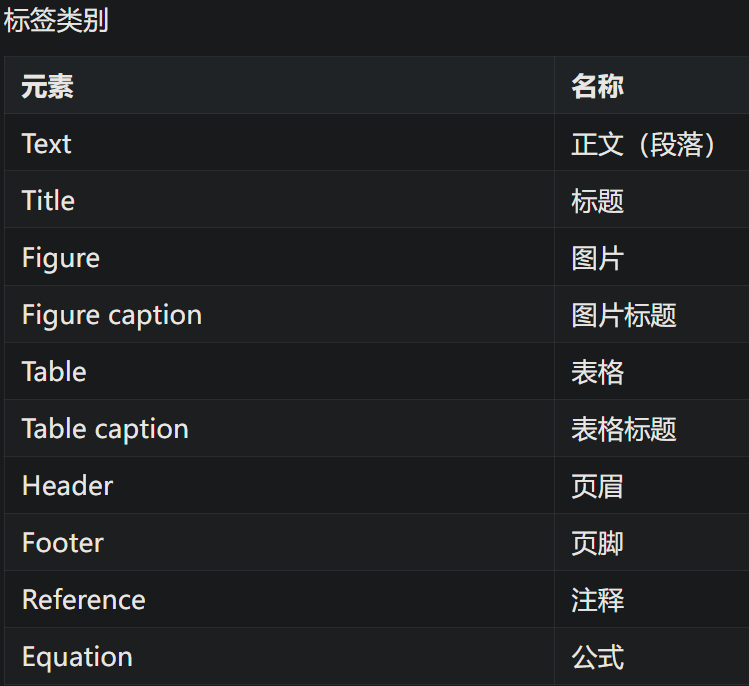 标签类别
元素 名称
Text 正文（段落）
Title 标题
Figure 图片
Figure caption 图片标题
Table 表格
Table caption 表格标题
Header 页眉
Footer 页脚
Reference 注释
Equation 公式